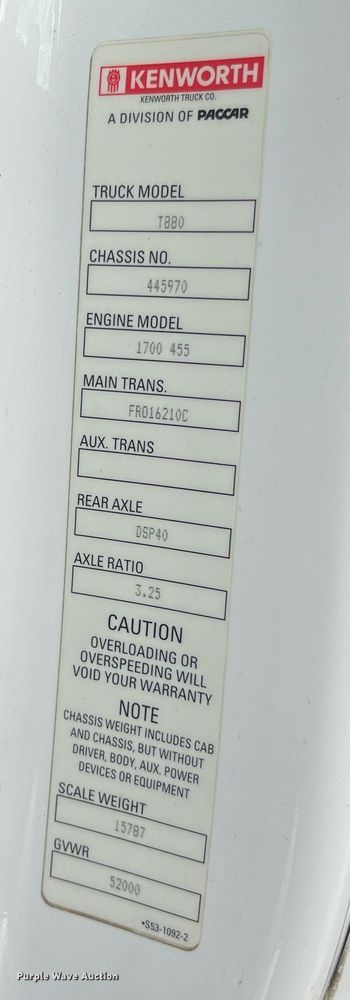 KENWORTH
KENWORTH TRUCK CO.
A DIVISION OF PACCAR
TRUCK MODEL
T880
CHASSIS NO.
445970
ENGINE MODEL
1700 455
MAIN TRANS.
FRO16210C
AUX. TRANS
REAR AXLE
DSP40
AXLE RATIO
3.25
CAUTION
OVERLOADING OR
OVERSPEEDING WILL
VOID YOUR WARRANTY
NOTE
CHASSIS WEIGHT INCLUDES CAB
AND CHASSIS, BUT WITHOUT
DRIVER, BODY, AUX. POWER
DEVICES OR EQUIPMENT
SCALE WEIGHT
15787
GVWR
52000
*S53-1092-2
Purple Wave Auction